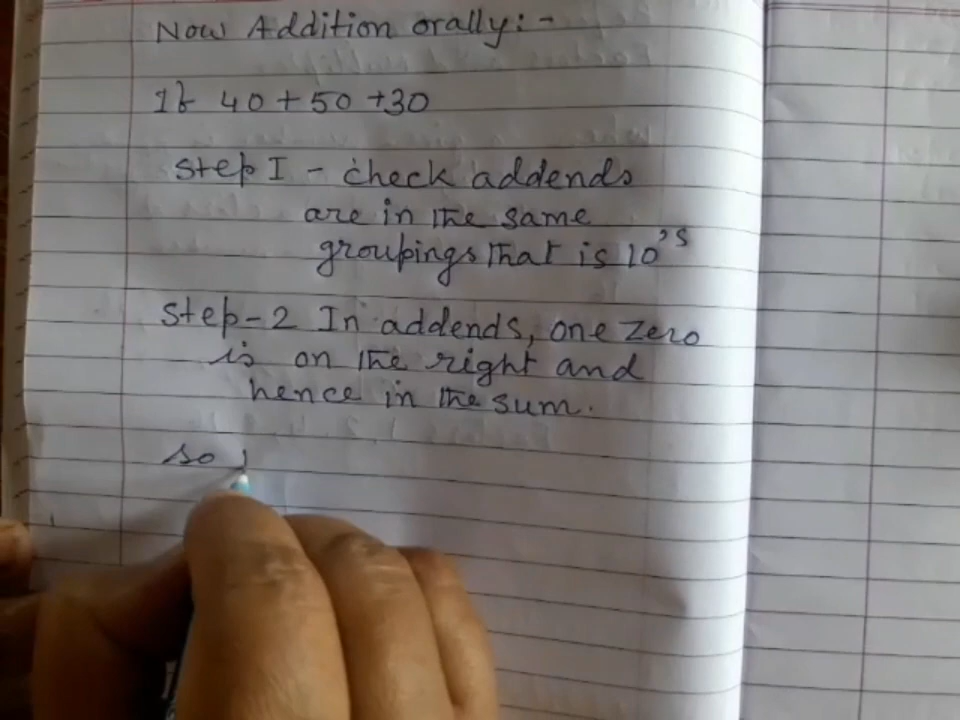 Now Addition orally:-
If 40+50+30
Step I - check addends
are in the same
groupings that is 10's
Step-2 In addends, one zero
is on the right and
hence in the sum.
so